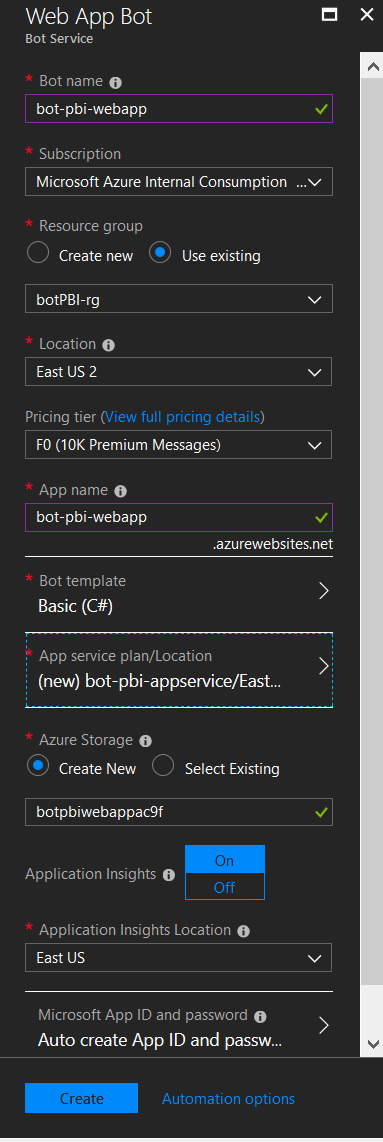 Web App Bot
Bot Service
* Bot name
bot-pbi-webapp
* Subscription
Microsoft Azure Internal Consumption ...
* Resource group
Create new Use existing
botPBI-rg
* Location
East US 2
Pricing tier (View full pricing details)
F0 (10K Premium Messages)
* App name
bot-pbi-webapp
.azurewebsites.net
* Bot template
Basic (C#)
* App service plan/Location
(new) bot-pbi-appservice/East...
* Azure Storage
Create New Select Existing
botpbiwebappac9f
On
Application Insights
Off
* Application Insights Location
East US
Microsoft App ID and password
Auto create App ID and passw...
Create Automation options